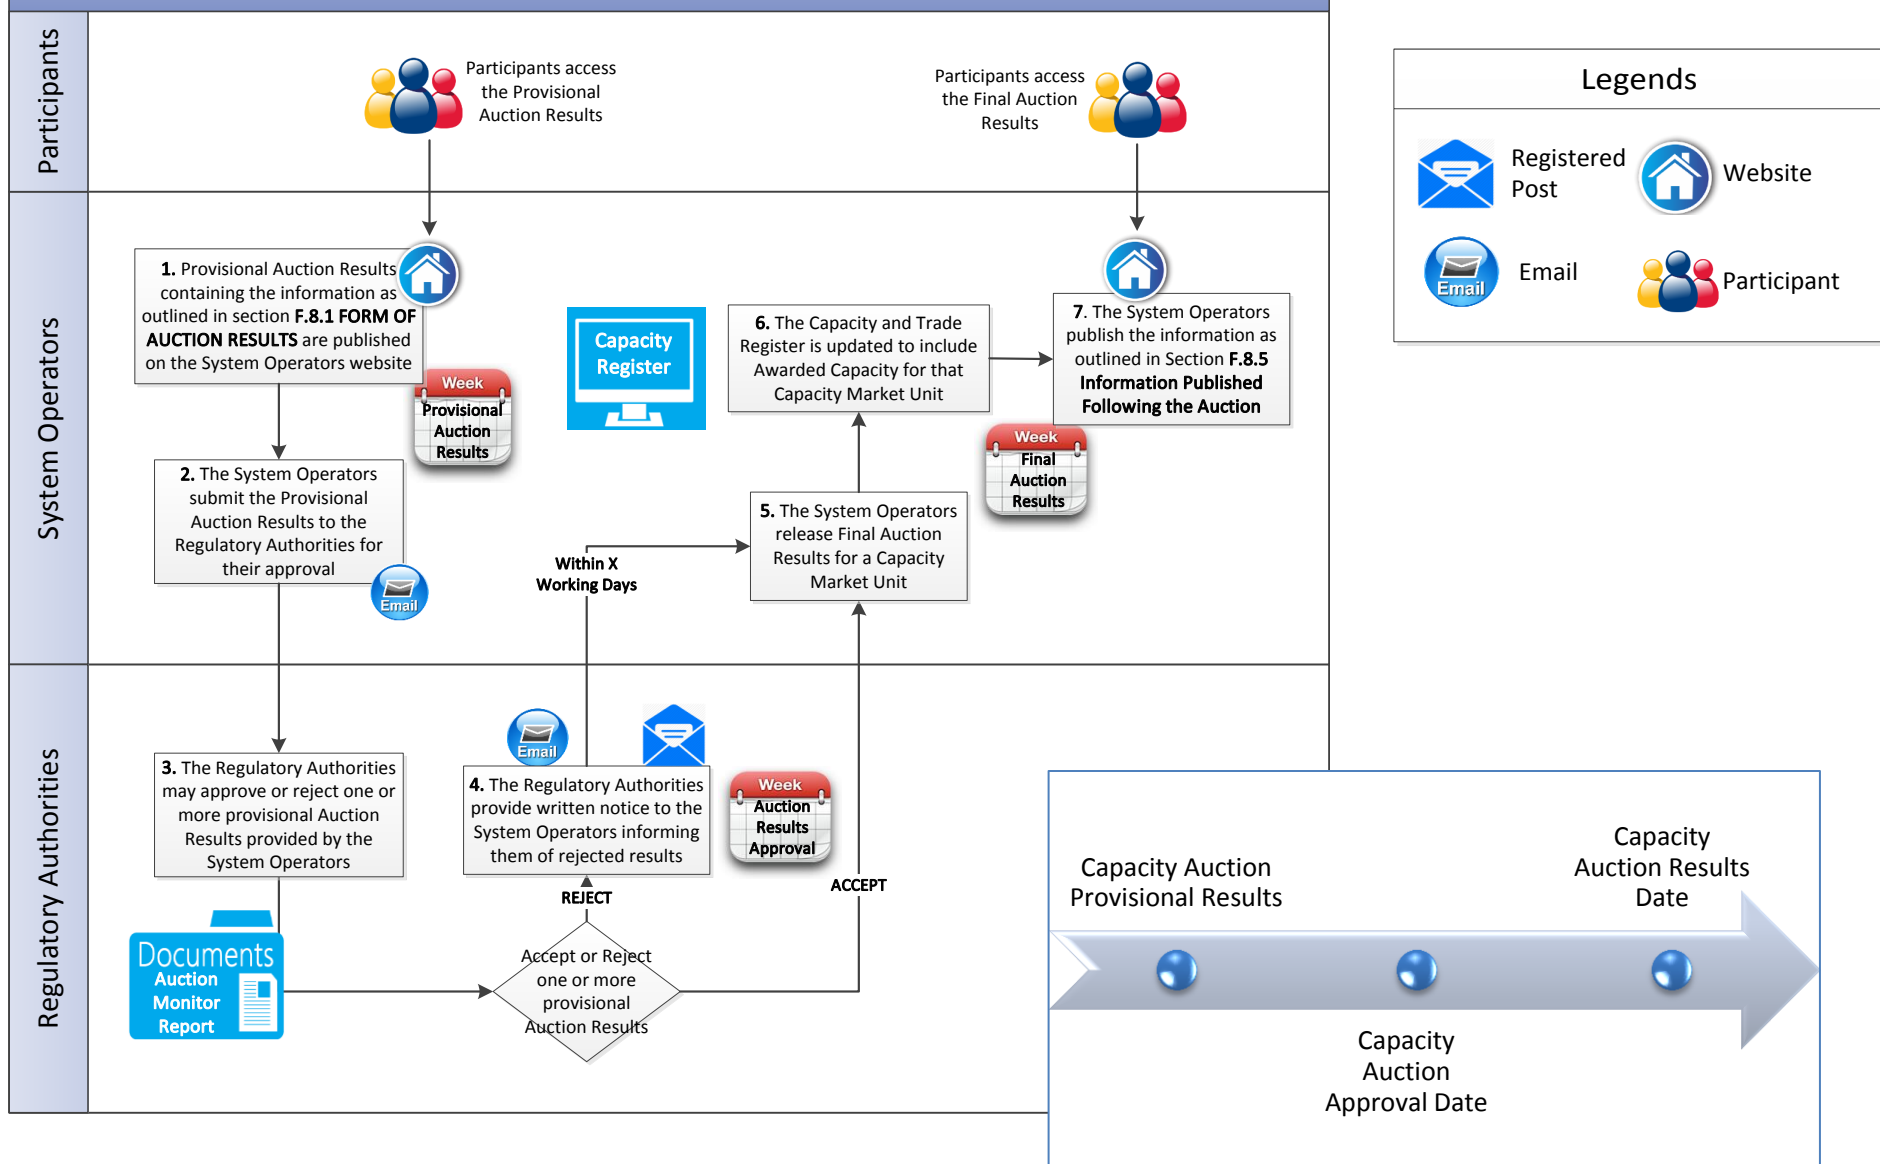 Participants
Participants access
the Provisional
Auction Results
Participants access
the Final Auction
Results
Legends
Registered
Post
Website
Email
Email
Participant
System Operators
1. Provisional Auction Results
containing the information as
outlined in section F.8.1 FORM OF
AUCTION RESULTS are published
on the System Operators website
Week
Provisional
Auction
Results
2. The System Operators
submit the Provisional
Auction Results to the
Regulatory Authorities for
their approval
Email
Capacity
Register
Within X
Working Days
6. The Capacity and Trade
Register is updated to include
Awarded Capacity for that
Capacity Market Unit
5. The System Operators
release Final Auction
Results for a Capacity
Market Unit
7. The System Operators
publish the information as
outlined in Section F.8.5
Information Published
Following the Auction
Week
Final
Auction
Results
Regulatory Authorities
3. The Regulatory Authorities
may approve or reject one or
more provisional Auction
Results provided by the
System Operators
Documents
Auction
Monitor
Report
Email
4. The Regulatory Authorities
provide written notice to the
System Operators informing
them of rejected results
Week
Auction
Results
Approval
REJECT
ACCEPT
Accept or Reject
one or more
provisional
Auction Results
Capacity Auction
Provisional Results
Capacity
Auction
Approval Date
Capacity
Auction Results
Date